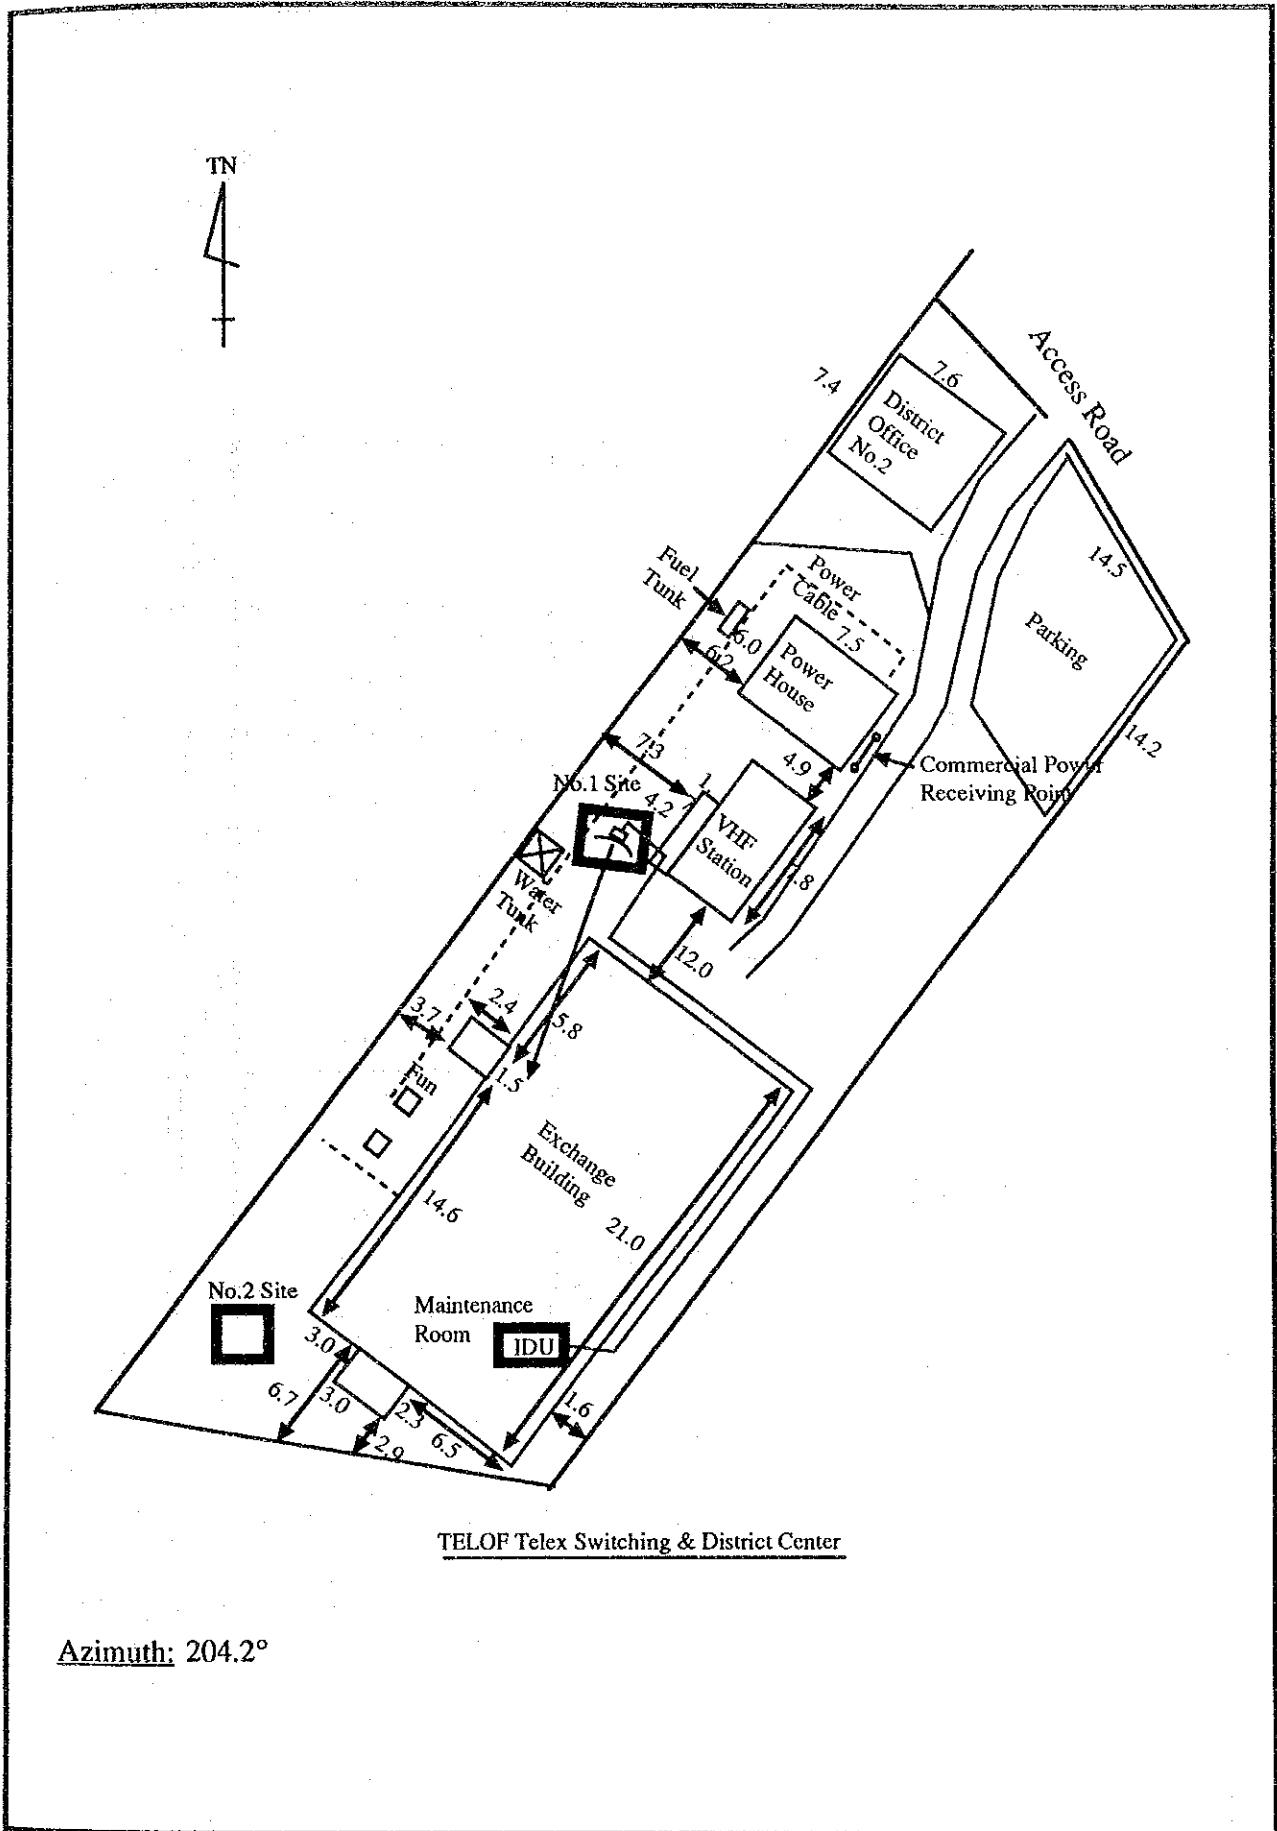 TN
Access Road
7.4
7.6
District
Office
No.2
Fuel
Tunk
Power
Cable
14.5
6.0
7.5
6.2
Power
House
Parking
7.3
14.2
4.9
Commercial Power
Receiving Point
No.1 Site
4.2
1.
VHF
Station
7.8
Water
Tunk
12.0
3.7
2.4
5.8
Fun
1.5
Exchange
Building
14.6
21.0
No.2 Site
Maintenance
Room
IDU
3.0
6.7
3.0
2.3
6.5
2.9
1.6
TELOF Telex Switching & District Center
Azimuth: 204.2°